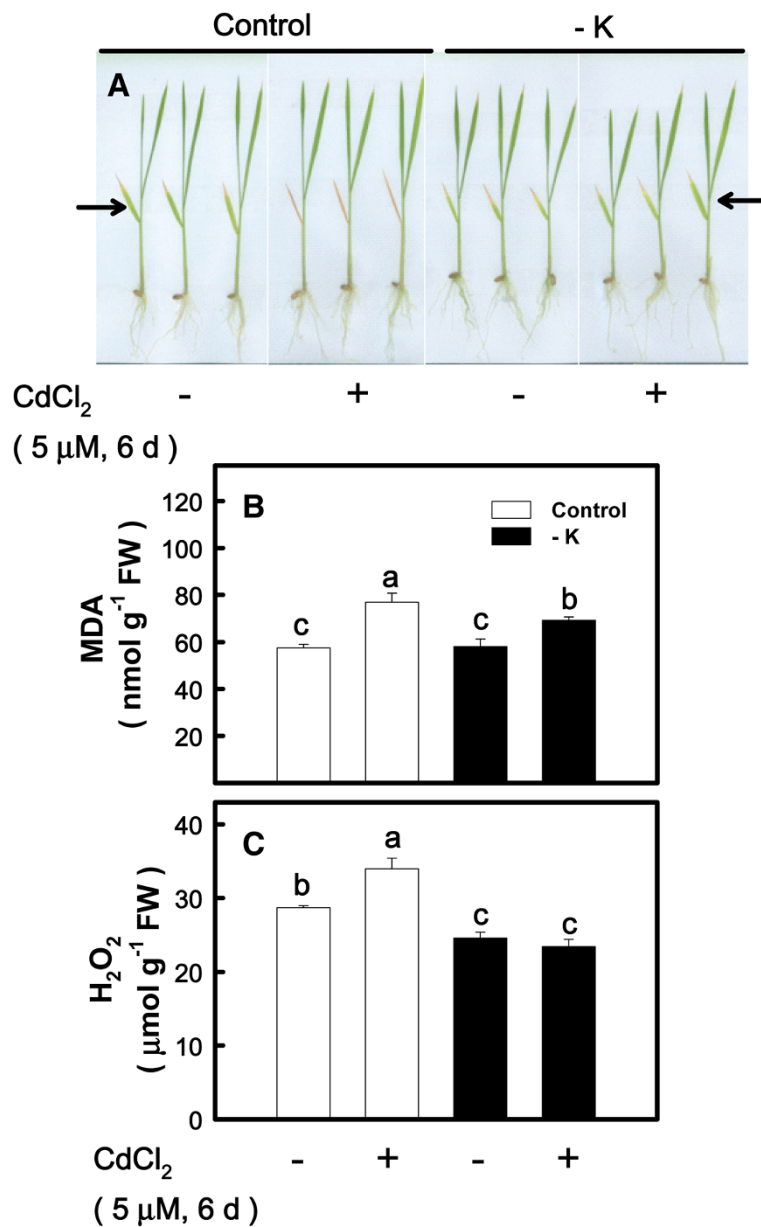 Control - K
A
CdCl₂ - + - +
( 5 μM, 6 d )
B
Control
- K
MDA
( nmol g⁻¹ FW )
120
100
80
60
40
20
c a c b
C
H₂O₂
( μmol g⁻¹ FW )
40
30
20
10
0
b a c c
CdCl₂ - + - +
( 5 μM, 6 d )